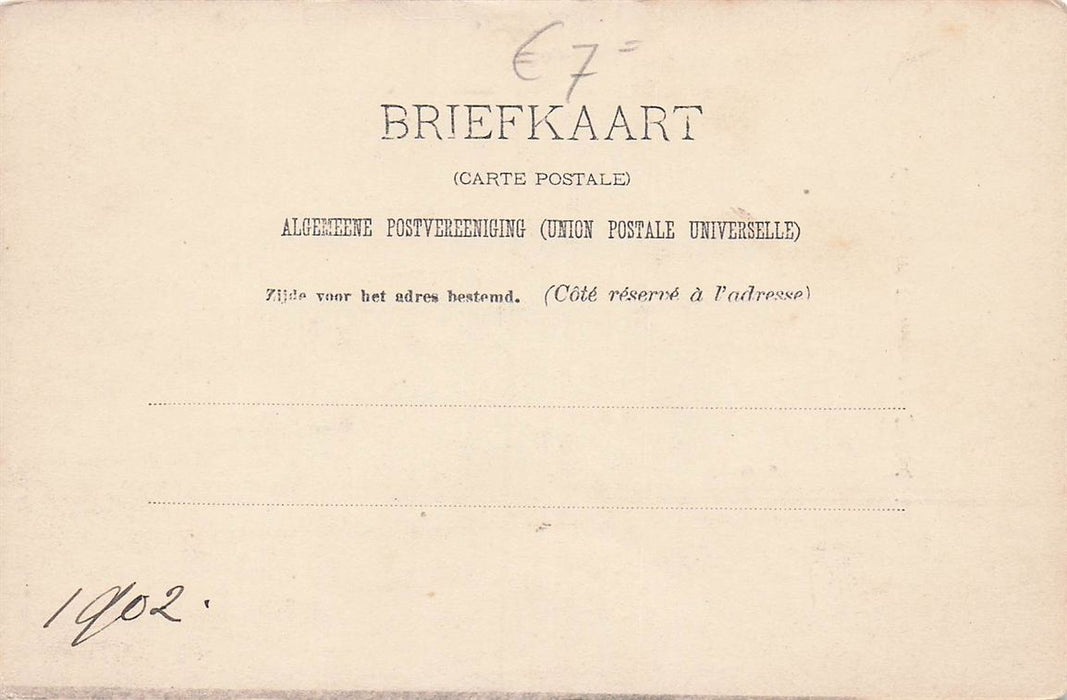 € 7=
BRIEFKAART
(CARTE POSTALE)
ALGEMEENE POSTVEREENIGING (UNION POSTALE UNIVERSELLE)
Zijde voor het adres bestemd. (Côté réservé à l'adresse)
1902.